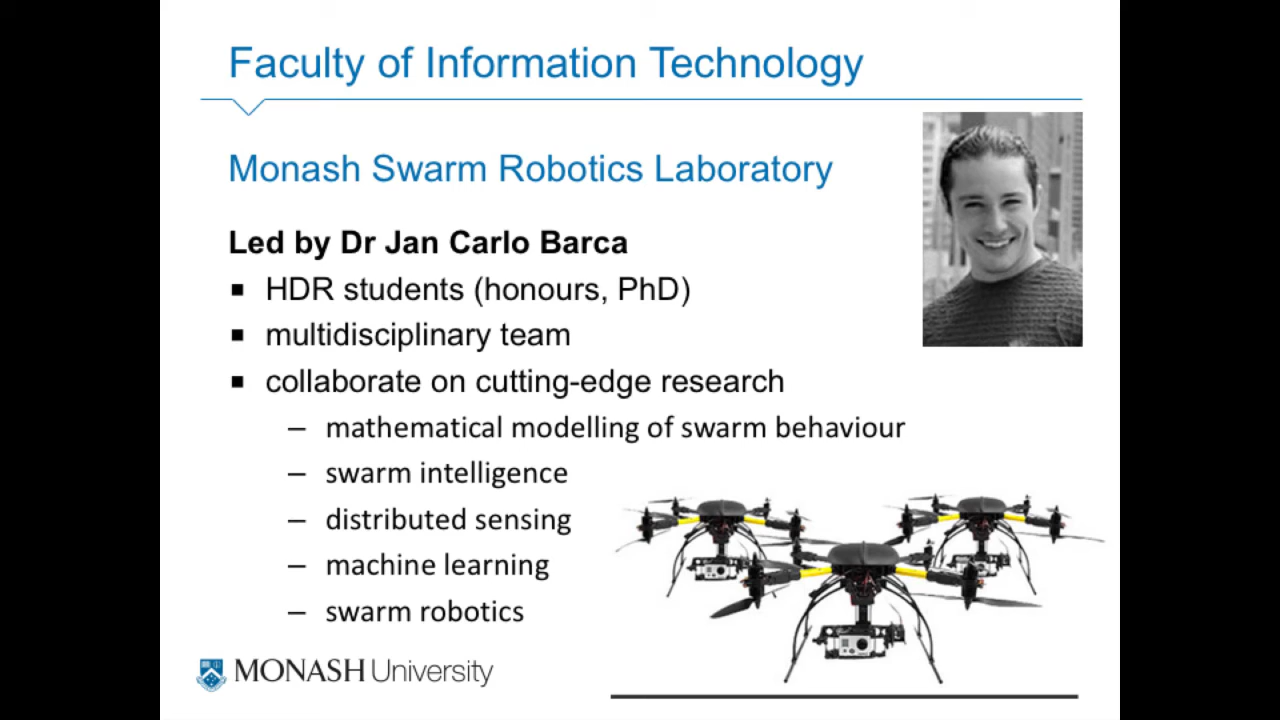 Faculty of Information Technology
Monash Swarm Robotics Laboratory
Led by Dr Jan Carlo Barca
▪ HDR students (honours, PhD)
▪ multidisciplinary team
▪ collaborate on cutting-edge research
– mathematical modelling of swarm behaviour
– swarm intelligence
– distributed sensing
– machine learning
– swarm robotics
MONASH University